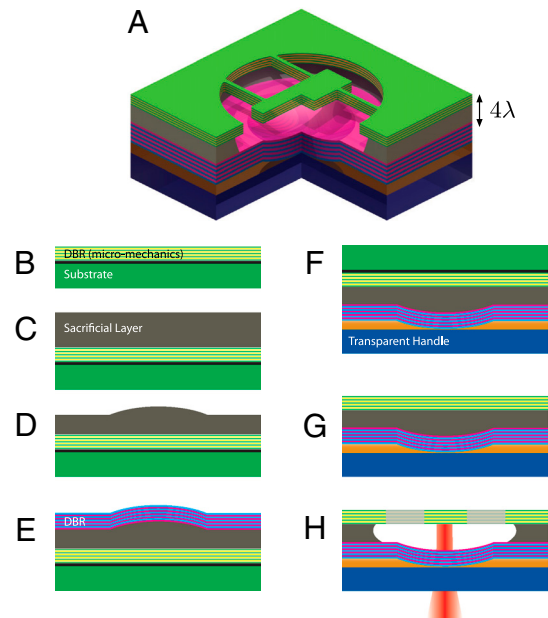 A
4λ
B
DBR (micro-mechanics)
Substrate
C
Sacrificial Layer
D
E
DBR
F
Transparent Handle
G
H